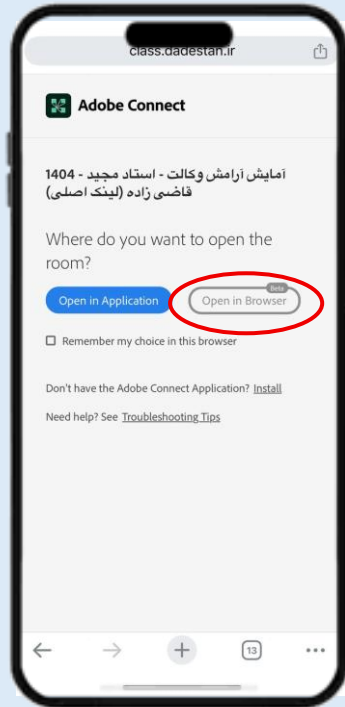 class.dadestan.ir
Adobe Connect
آمایش آرامش وکالت - استاد مجید - 1404
قاضی زاده (لینک اصلی)
Where do you want to open the
room?
Open in Application
Beta
Open in Browser
Remember my choice in this browser
Don't have the Adobe Connect Application? Install
Need help? See Troubleshooting Tips
13